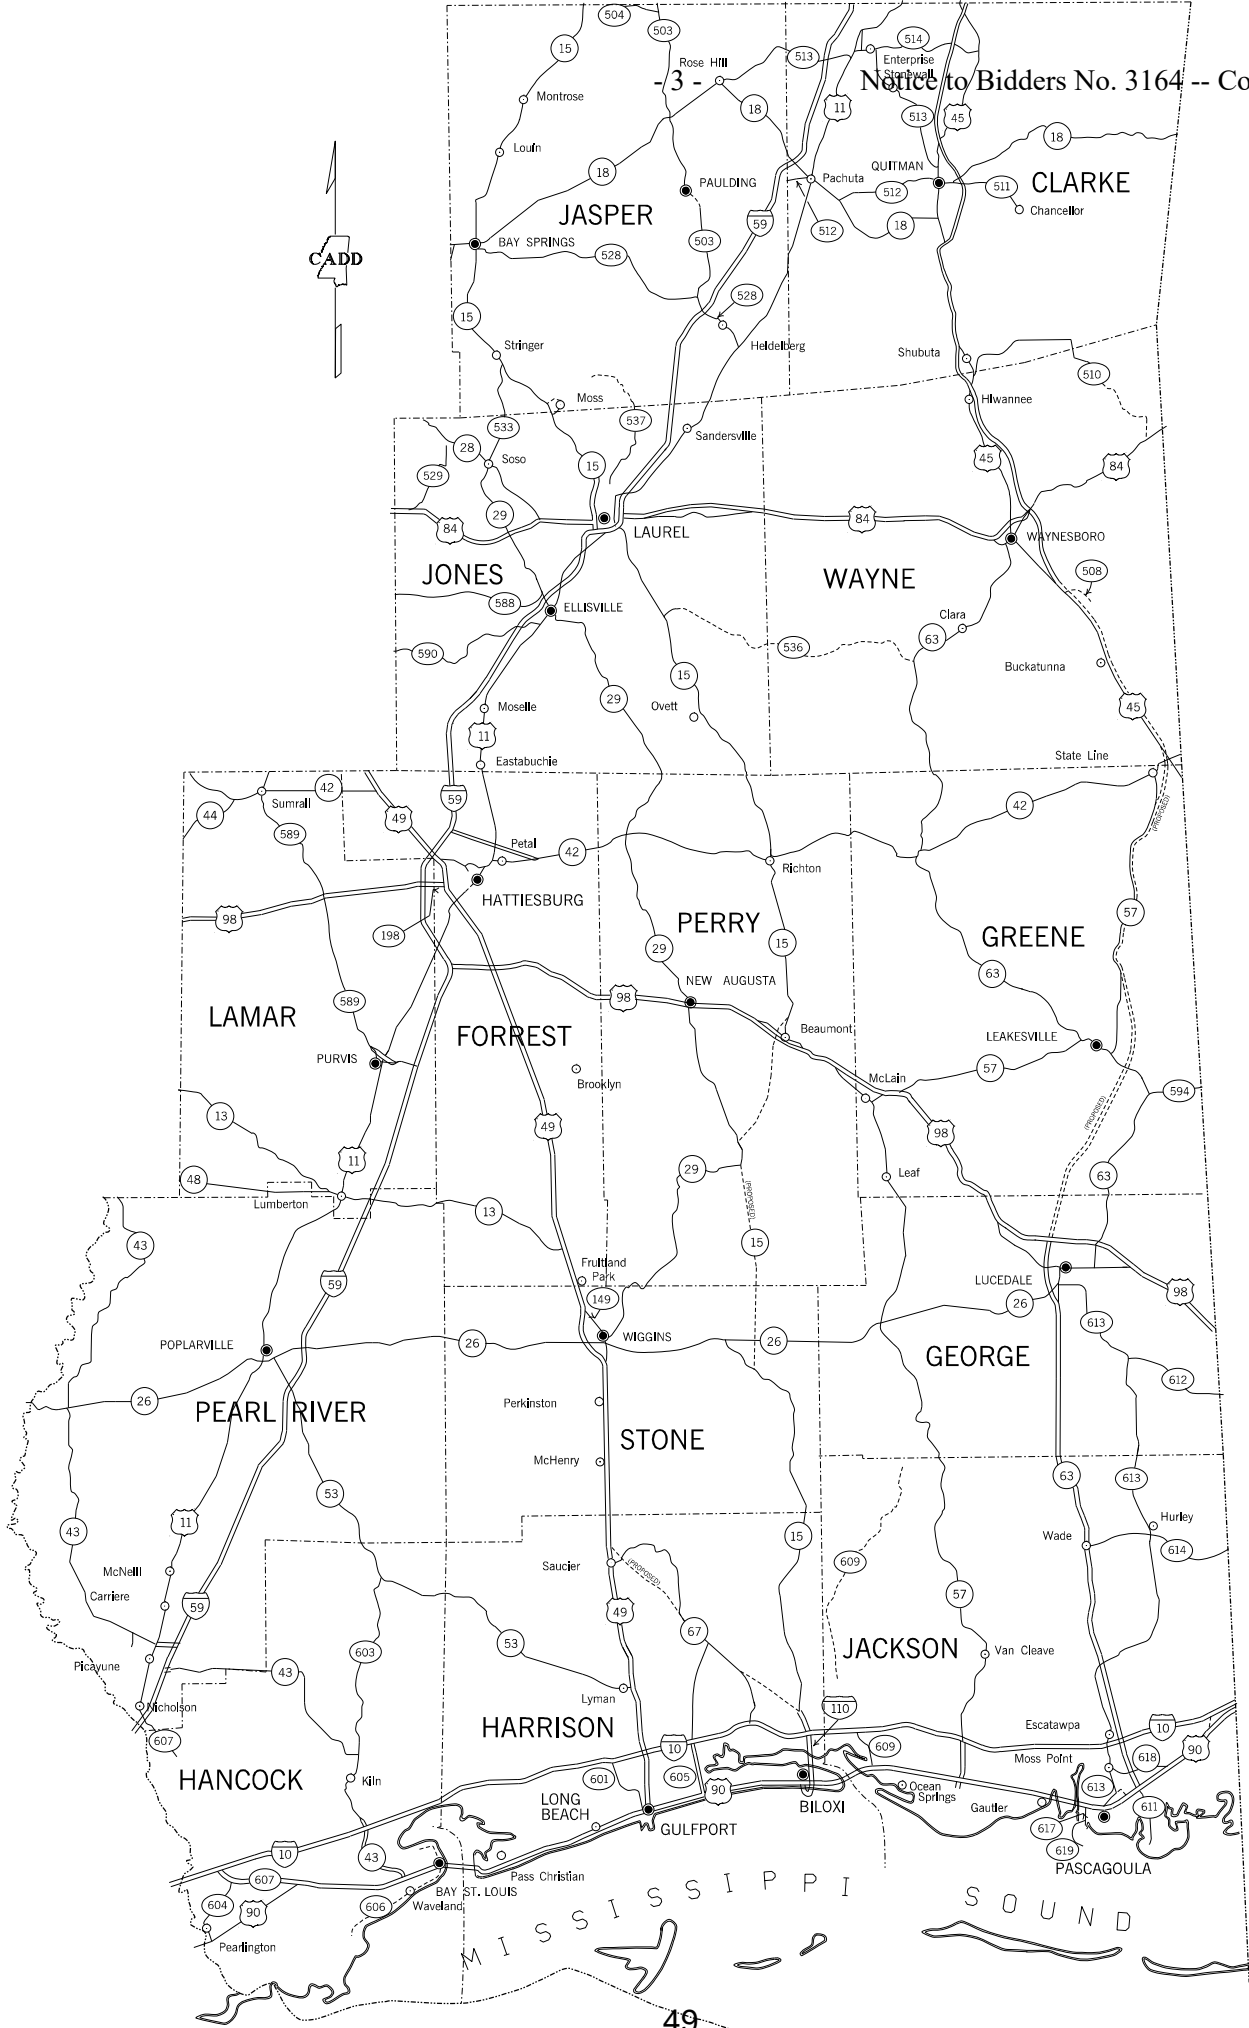 504
503
15
Rose Hill
513
514
Enterprise
Stonewall
- 3 -
Notice to Bidders No. 3164 -- Co
Montrose
18
11
513
45
18
Louin
QUITMAN
CLARKE
18
PAULDING
Pachuta
512
511
Chancellor
JASPER
59
512
18
CADD
BAY SPRINGS
503
528
528
15
Stringer
Heidelberg
Shubuta
510
Moss
Hiwannee
533
537
Sandersville
28
Soso
15
45
84
529
29
84
LAUREL
84
WAYNESBORO
JONES
WAYNE
508
588
ELLISVILLE
Clara
590
536
63
Buckatunna
15
29
Ovett
Moselle
45
11
State Line
Eastabuchie
42
Sumrall
59
42
(PROPOSED)
44
49
589
Petal
42
Richton
HATTIESBURG
98
PERRY
57
198
GREENE
29
15
63
NEW AUGUSTA
589
98
LAMAR
FORREST
Beaumont
LEAKESVILLE
PURVIS
57
Brooklyn
McLain
594
13
(PROPOSED)
49
98
11
Leaf
48
29
63
Lumberton
(PROPOSED)
13
43
15
Fruitland
Park
59
LUCEDALE
149
98
26
WIGGINS
613
POPLARVILLE
26
26
GEORGE
612
26
Perkinston
PEARL RIVER
STONE
McHenry
63
613
53
11
Hurley
43
15
Wade
614
Saucier
609
McNeill
(PROPOSED)
Carriere
57
59
49
67
53
JACKSON
603
Van Cleave
Picayune
43
Lyman
Nicholson
110
HARRISON
Escatawpa
10
607
10
609
90
Moss Point
618
HANCOCK
Kiln
601
605
90
613
Ocean
Springs
LONG
BEACH
BILOXI
Gautier
611
GULFPORT
617
619
10
43
PASCAGOULA
Pass Christian
607
BAY ST. LOUIS
604
90
606
Waveland
MISSISSIPPI SOUND
Pearlington
49